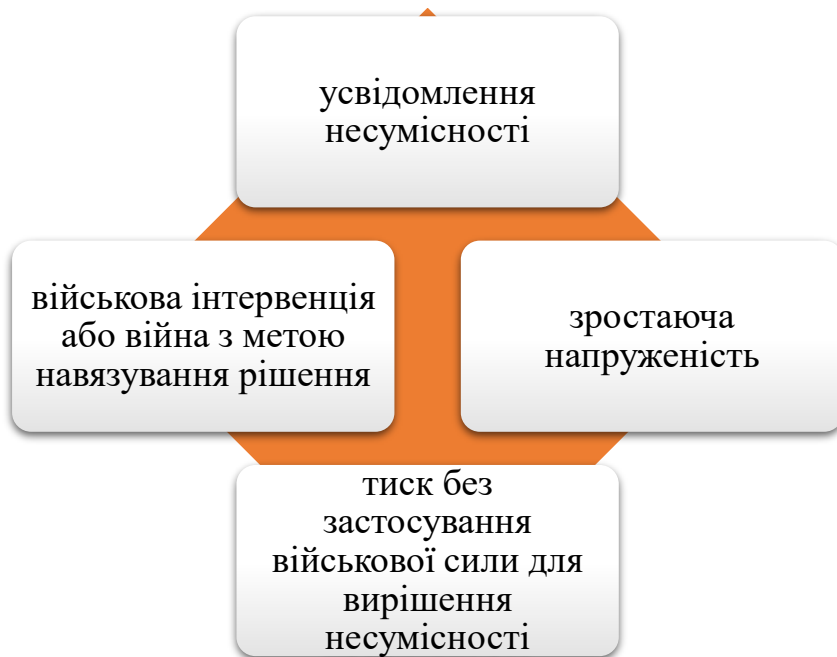 усвідомлення
несумісності
військова інтервенція
або війна з метою
навязування рішення
зростаюча
напруженість
тиск без
застосування
військової сили для
вирішення
несумісності